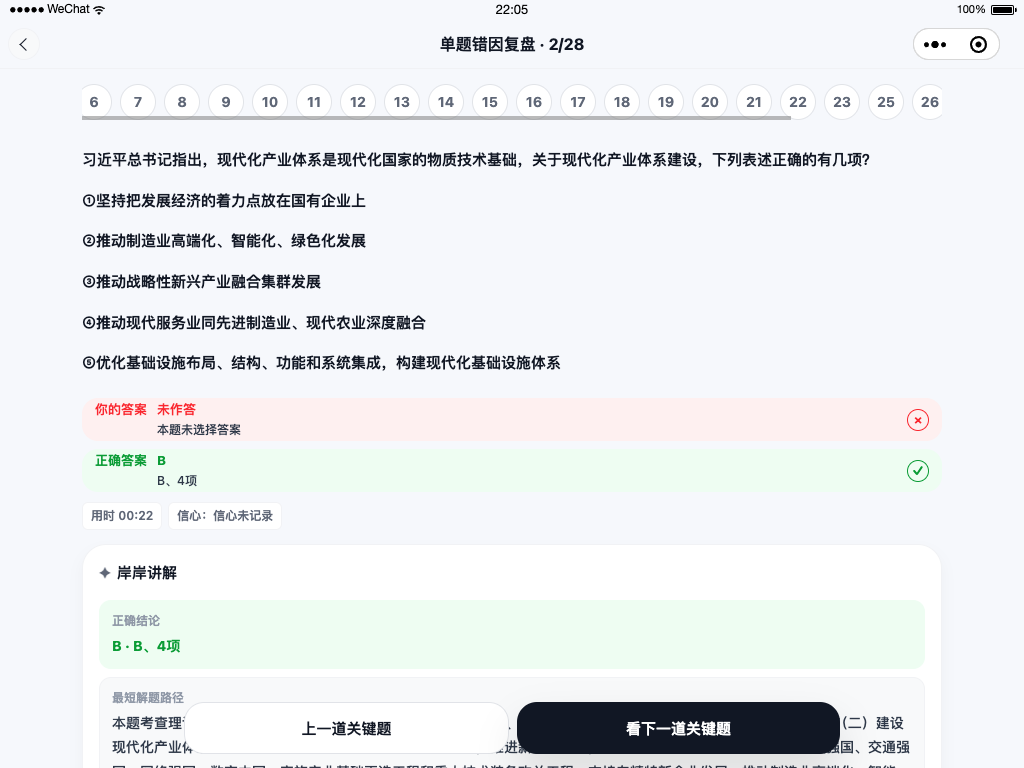 WeChat 22:05 100%
单题错因复盘 · 2/28
6 7 8 9 10 11 12 13 14 15 16 17 18 19 20 21 22 23 25 26
习近平总书记指出，现代化产业体系是现代化国家的物质技术基础，关于现代化产业体系建设，下列表述正确的有几项？
①坚持把发展经济的着力点放在国有企业上
②推动制造业高端化、智能化、绿色化发展
③推动战略性新兴产业融合集群发展
④推动现代服务业同先进制造业、现代农业深度融合
⑤优化基础设施布局、结构、功能和系统集成，构建现代化基础设施体系
你的答案 未作答
本题未选择答案
正确答案 B
B、4项
用时 00:22 信心：信心未记录
岸岸讲解
正确结论
B · B、4项
最短解题路径
本题考查理 （二）建设
上一道关键题 看下一道关键题
现代化产业体 国、交通强